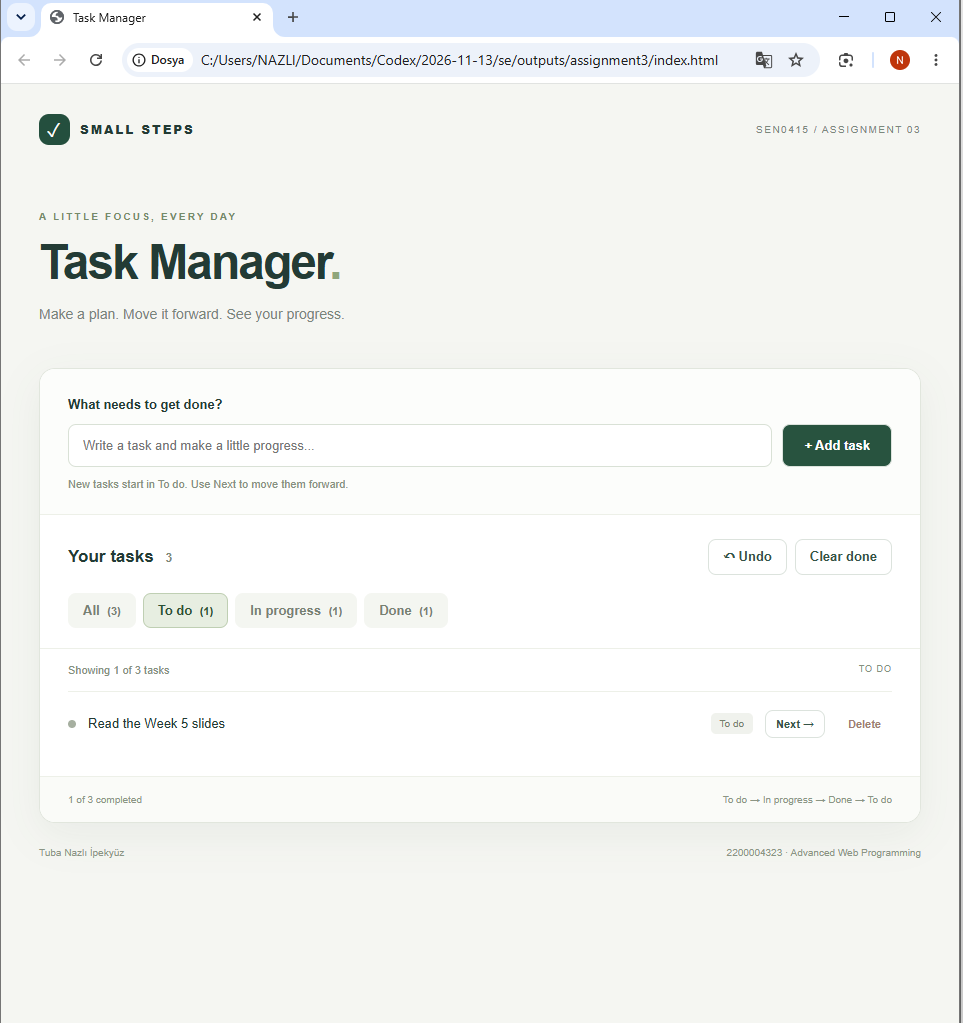 Task Manager
Dosya C:/Users/NAZLI/Documents/Codex/2026-11-13/se/outputs/assignment3/index.html N
✓ SMALL STEPS SEN0415 / ASSIGNMENT 03
A LITTLE FOCUS, EVERY DAY
Task Manager.
Make a plan. Move it forward. See your progress.
What needs to get done?
Write a task and make a little progress... + Add task
New tasks start in To do. Use Next to move them forward.
Your tasks 3 ↶ Undo Clear done
All (3) To do (1) In progress (1) Done (1)
Showing 1 of 3 tasks TO DO
Read the Week 5 slides To do Next → Delete
1 of 3 completed To do → In progress → Done → To do
Tuba Nazlı İpekyüz 2200004323 · Advanced Web Programming